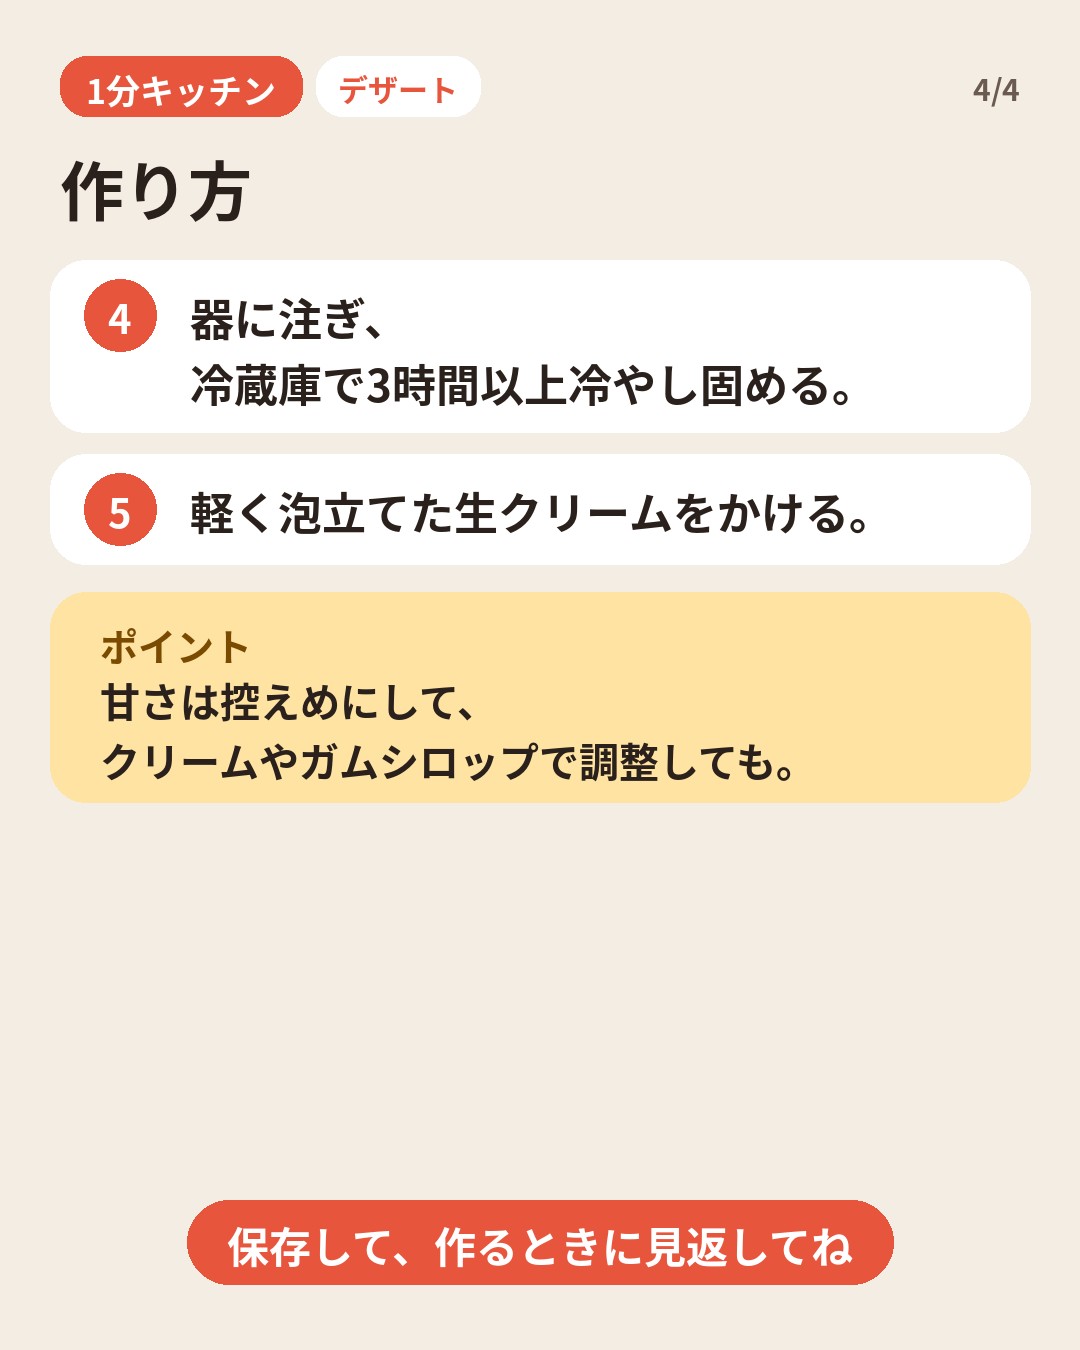 1分キッチン デザート 4/4
作り方
4 器に注ぎ、
冷蔵庫で3時間以上冷やし固める。
5 軽く泡立てた生クリームをかける。
ポイント
甘さは控えめにして、
クリームやガムシロップで調整しても。
保存して、作るときに見返してね